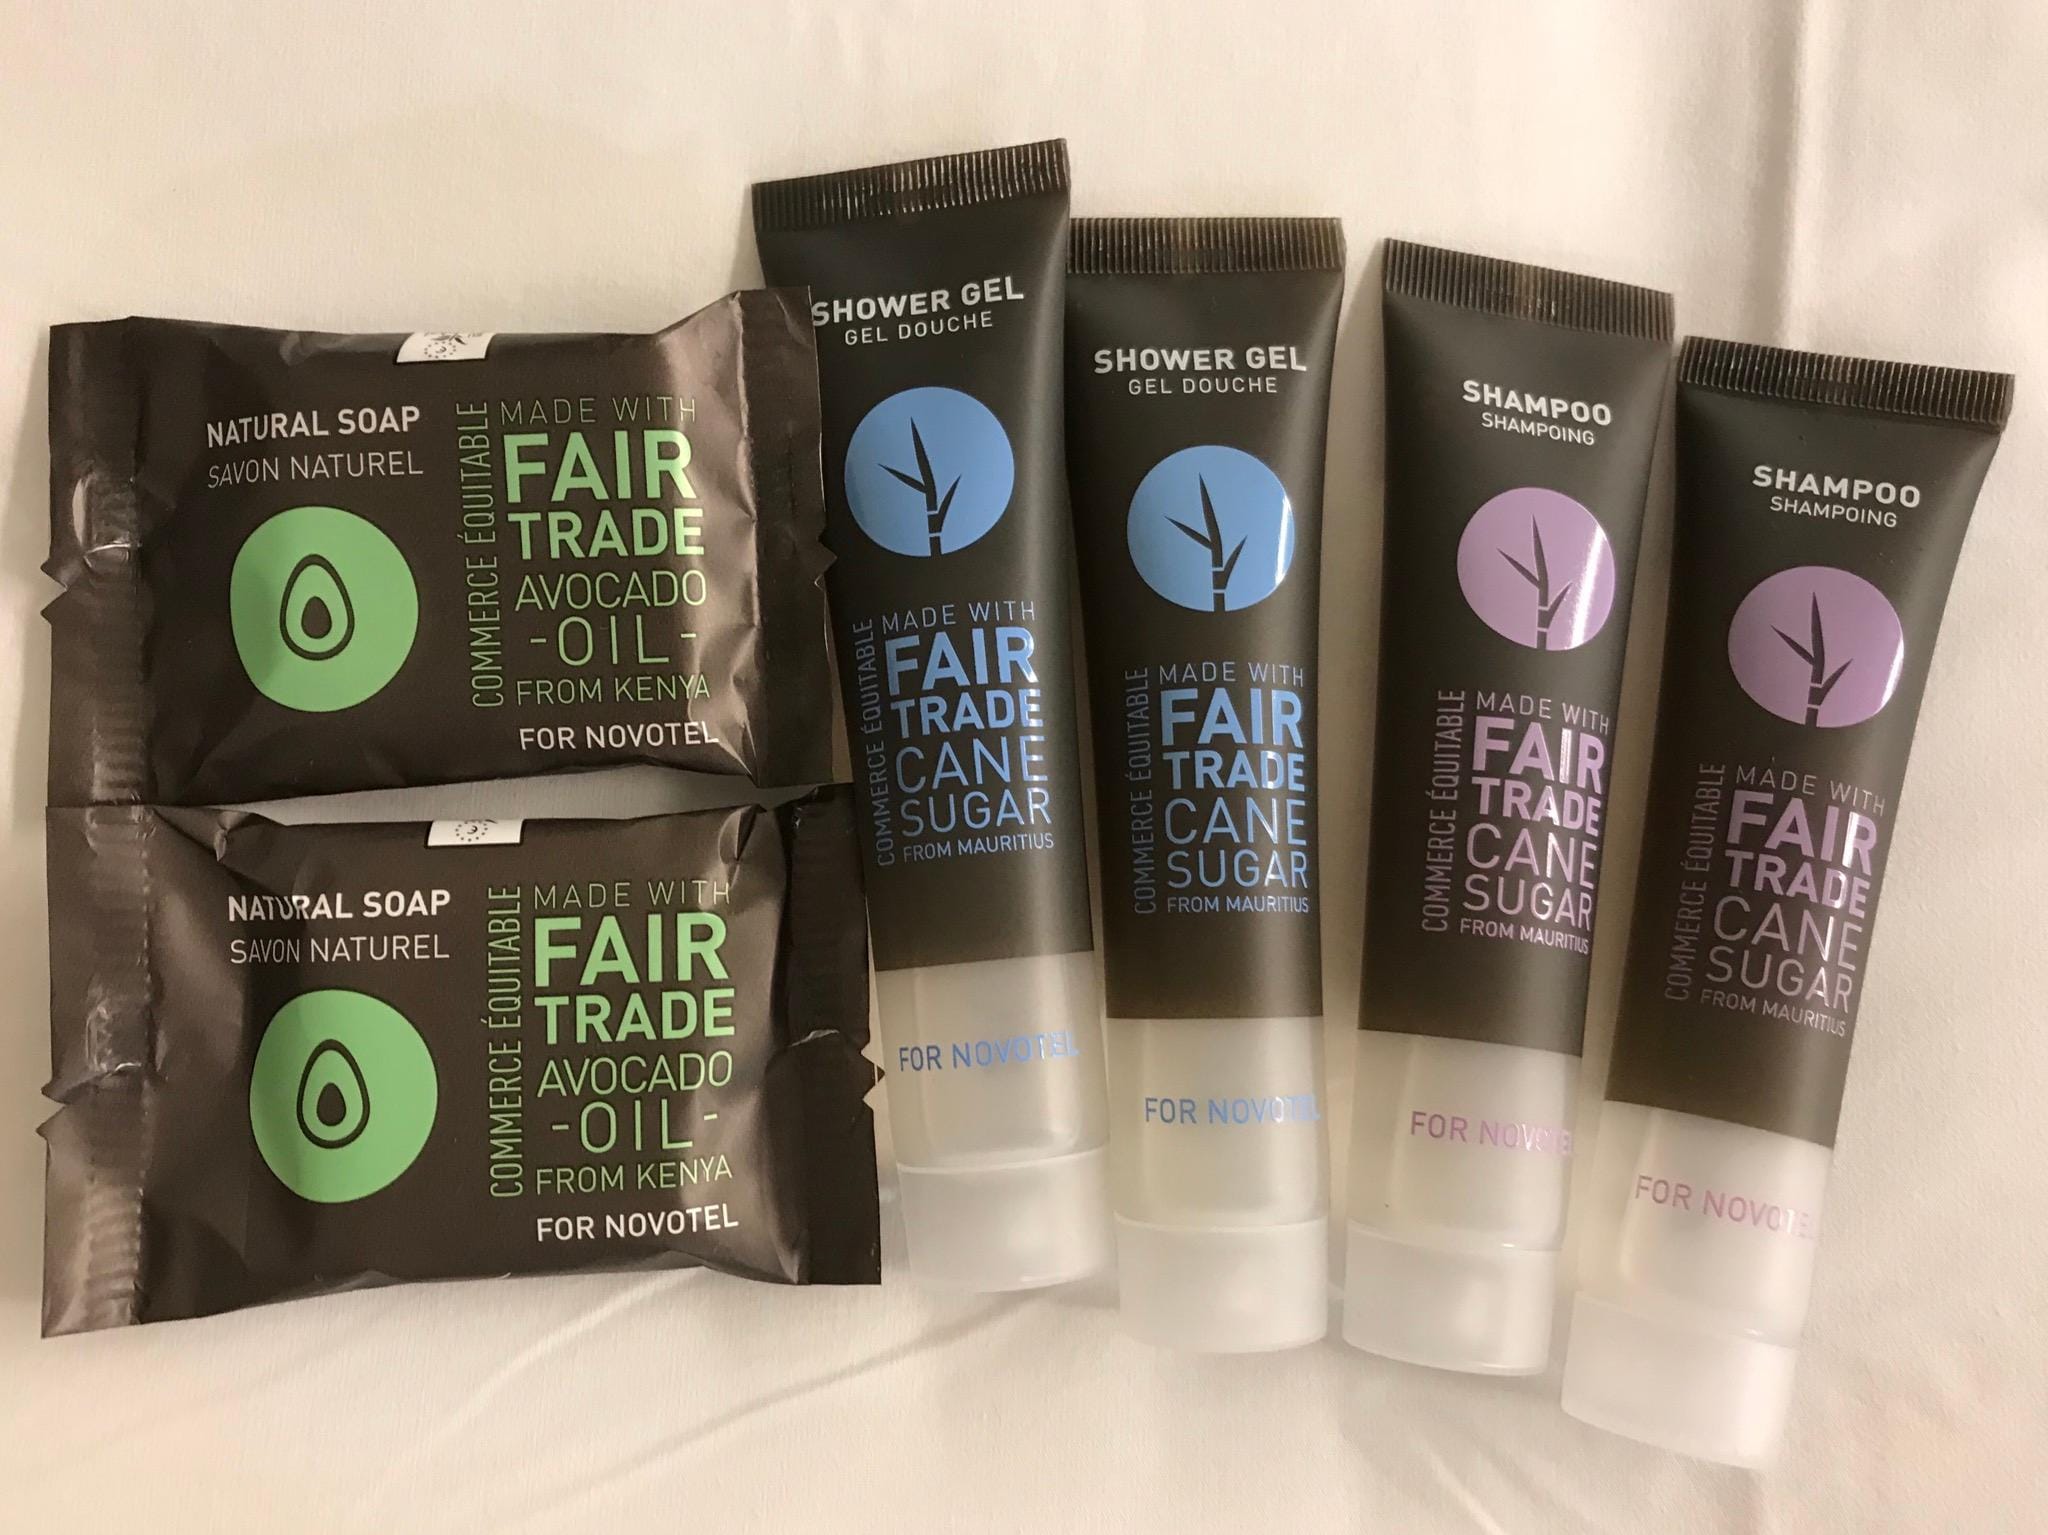 NATURAL SOAP
SAVON NATUREL
COMMERCE ÉQUITABLE
MADE WITH
FAIR
TRADE
AVOCADO
-OIL-
FROM KENYA
FOR NOVOTEL
NATURAL SOAP
SAVON NATUREL
COMMERCE ÉQUITABLE
MADE WITH
FAIR
TRADE
AVOCADO
-OIL-
FROM KENYA
FOR NOVOTEL
SHOWER GEL
GEL DOUCHE
COMMERCE ÉQUITABLE
MADE WITH
FAIR
TRADE
CANE
SUGAR
FROM MAURITIUS
FOR NOVOTEL
SHOWER GEL
GEL DOUCHE
COMMERCE ÉQUITABLE
MADE WITH
FAIR
TRADE
CANE
SUGAR
FROM MAURITIUS
FOR NOVOTEL
SHAMPOO
SHAMPOING
COMMERCE ÉQUITABLE
MADE WITH
FAIR
TRADE
CANE
SUGAR
FROM MAURITIUS
FOR NOVOTEL
SHAMPOO
SHAMPOING
COMMERCE ÉQUITABLE
MADE WITH
FAIR
TRADE
CANE
SUGAR
FROM MAURITIUS
FOR NOVOTEL